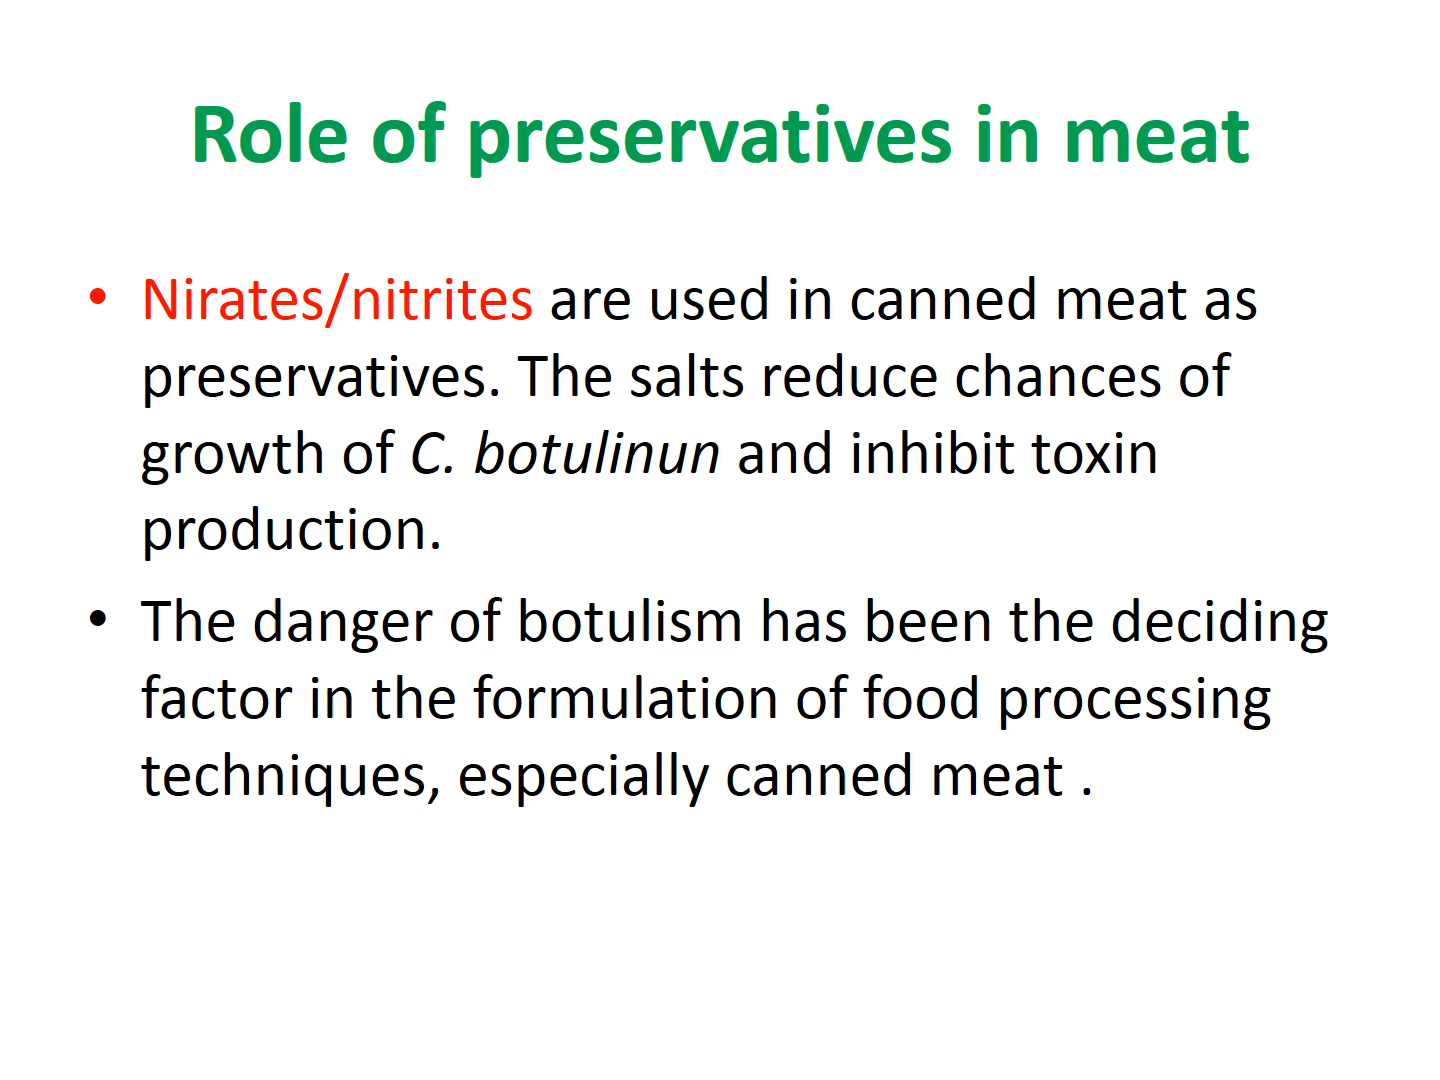 Role of preservatives in meat
• Nirates/nitrites are used in canned meat as
preservatives. The salts reduce chances of
growth of C. botulinun and inhibit toxin
production.
• The danger of botulism has been the deciding
factor in the formulation of food processing
techniques, especially canned meat .